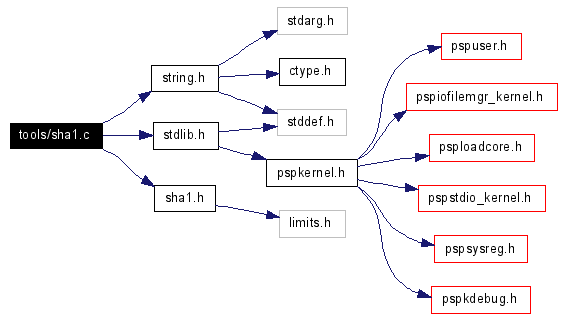 tools/sha1.c
string.h
stdlib.h
sha1.h
stdarg.h
ctype.h
stddef.h
pspkernel.h
limits.h
pspuser.h
pspiofilemgr_kernel.h
psploadcore.h
pspstdio_kernel.h
pspsysreg.h
pspkdebug.h